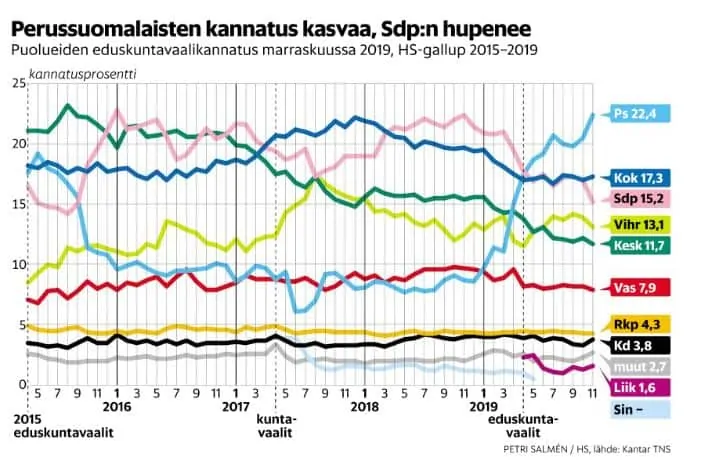 Perussuomalaisten kannatus kasvaa, Sdp:n hupenee
Puolueiden eduskuntavaalikannatus marraskuussa 2019, HS-gallup 2015–2019
kannatusprosentti
25
20
15
10
5
0
Ps 22,4
Kok 17,3
Sdp 15,2
Vihr 13,1
Kesk 11,7
Vas 7,9
Rkp 4,3
Kd 3,8
muut 2,7
Liik 1,6
Sin –
5 7 9 11 1 3 5 7 9 11 1 3 5 7 9 11 1 3 5 7 9 11 1 3 5 7 9 11
2015 2016 2017 2018 2019
eduskuntavaalit
kunta-
vaalit
eduskunta-
vaalit
PETRI SALMÉN / HS, lähde: Kantar TNS